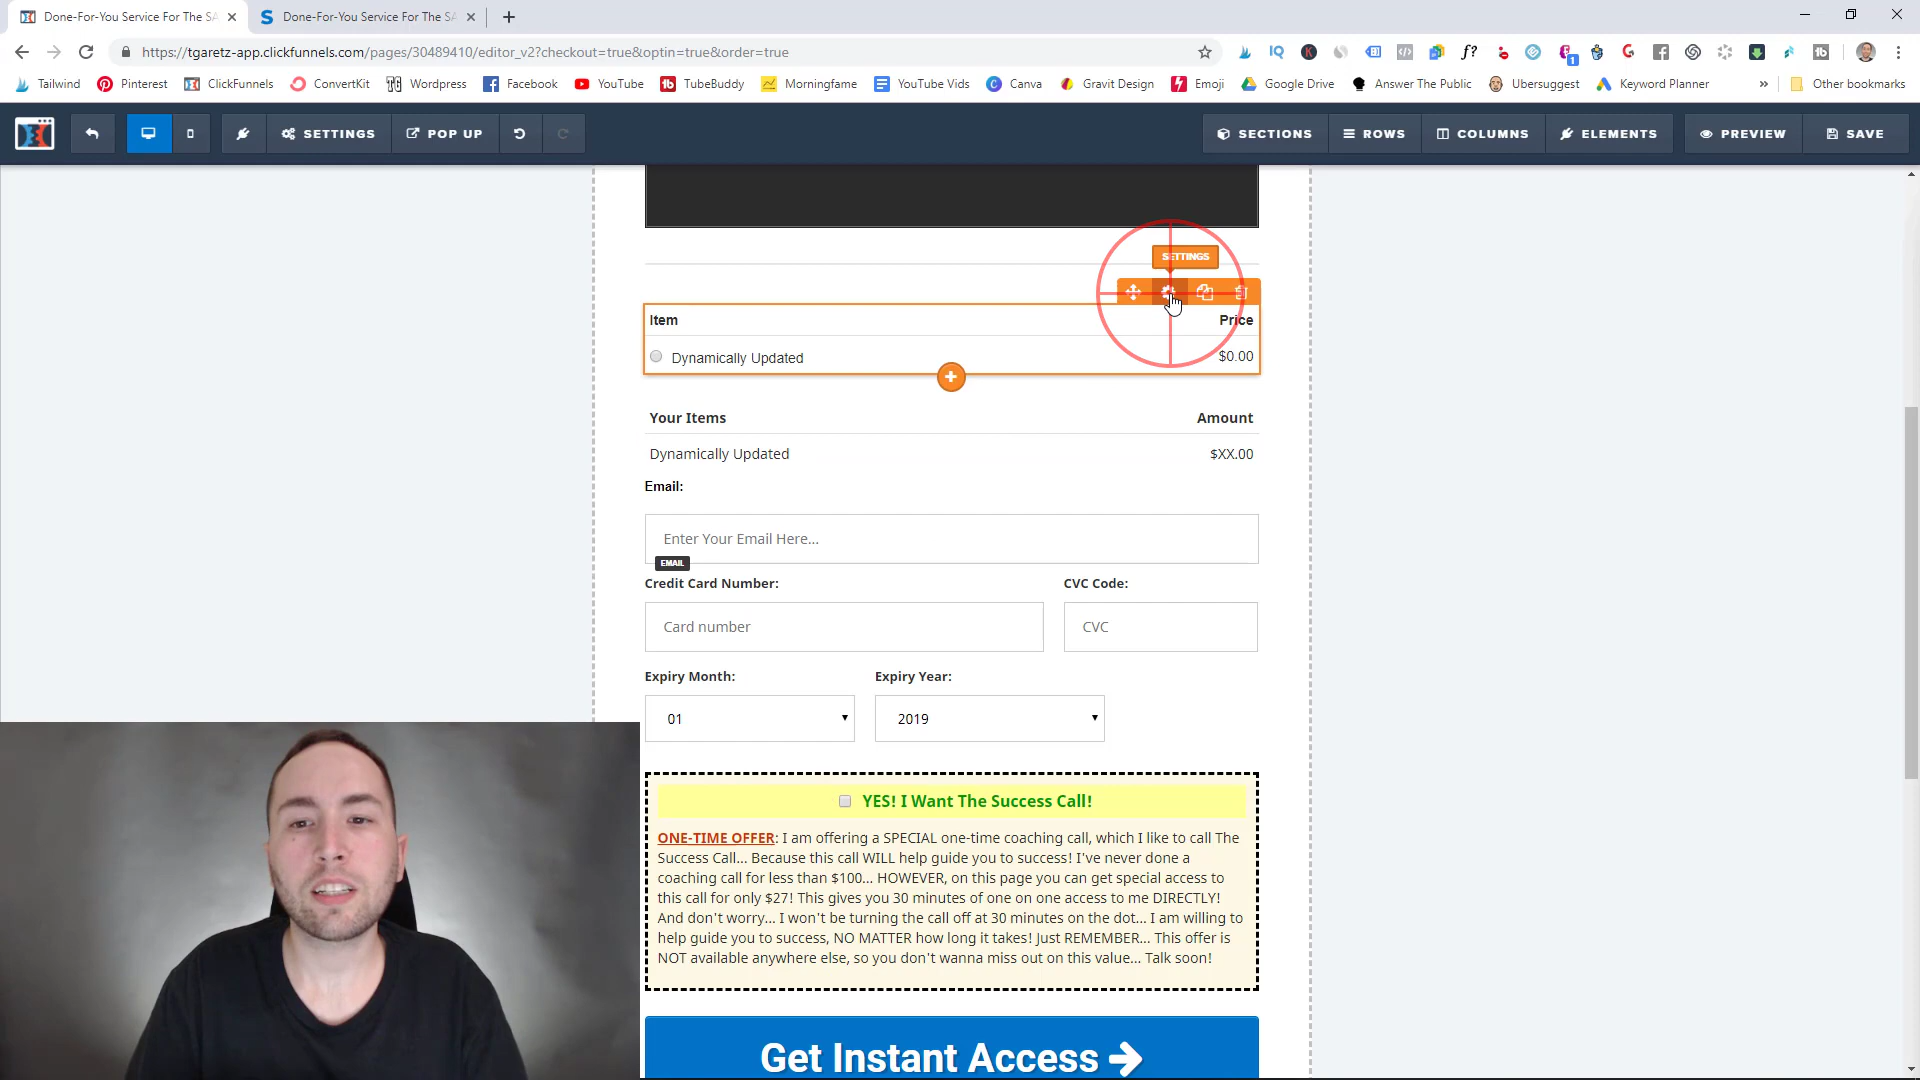 Done-For-You Service For The SA
Done-For-You Service For The SA
https://tgaretz-app.clickfunnels.com/pages/30489410/editor_v2?checkout=true&optin=true&order=true
Tailwind
Pinterest
ClickFunnels
ConvertKit
Wordpress
Facebook
YouTube
TubeBuddy
Morningfame
YouTube Vids
Canva
Gravit Design
Emoji
Google Drive
Answer The Public
Ubersuggest
Keyword Planner
»
Other bookmarks
SETTINGS
POP UP
SECTIONS
ROWS
COLUMNS
ELEMENTS
PREVIEW
SAVE
SETTINGS
Item Price
Dynamically Updated $0.00
Your Items Amount
Dynamically Updated $XX.00
Email:
Enter Your Email Here...
EMAIL
Credit Card Number: CVC Code:
Card number CVC
Expiry Month: Expiry Year:
01 2019
YES! I Want The Success Call!
ONE-TIME OFFER: I am offering a SPECIAL one-time coaching call, which I like to call The
Success Call... Because this call WILL help guide you to success! I've never done a
coaching call for less than $100... HOWEVER, on this page you can get special access to
this call for only $27! This gives you 30 minutes of one on one access to me DIRECTLY!
And don't worry... I won't be turning the call off at 30 minutes on the dot... I am willing to
help guide you to success, NO MATTER how long it takes! Just REMEMBER... This offer is
NOT available anywhere else, so you don't wanna miss out on this value... Talk soon!
Get Instant Access